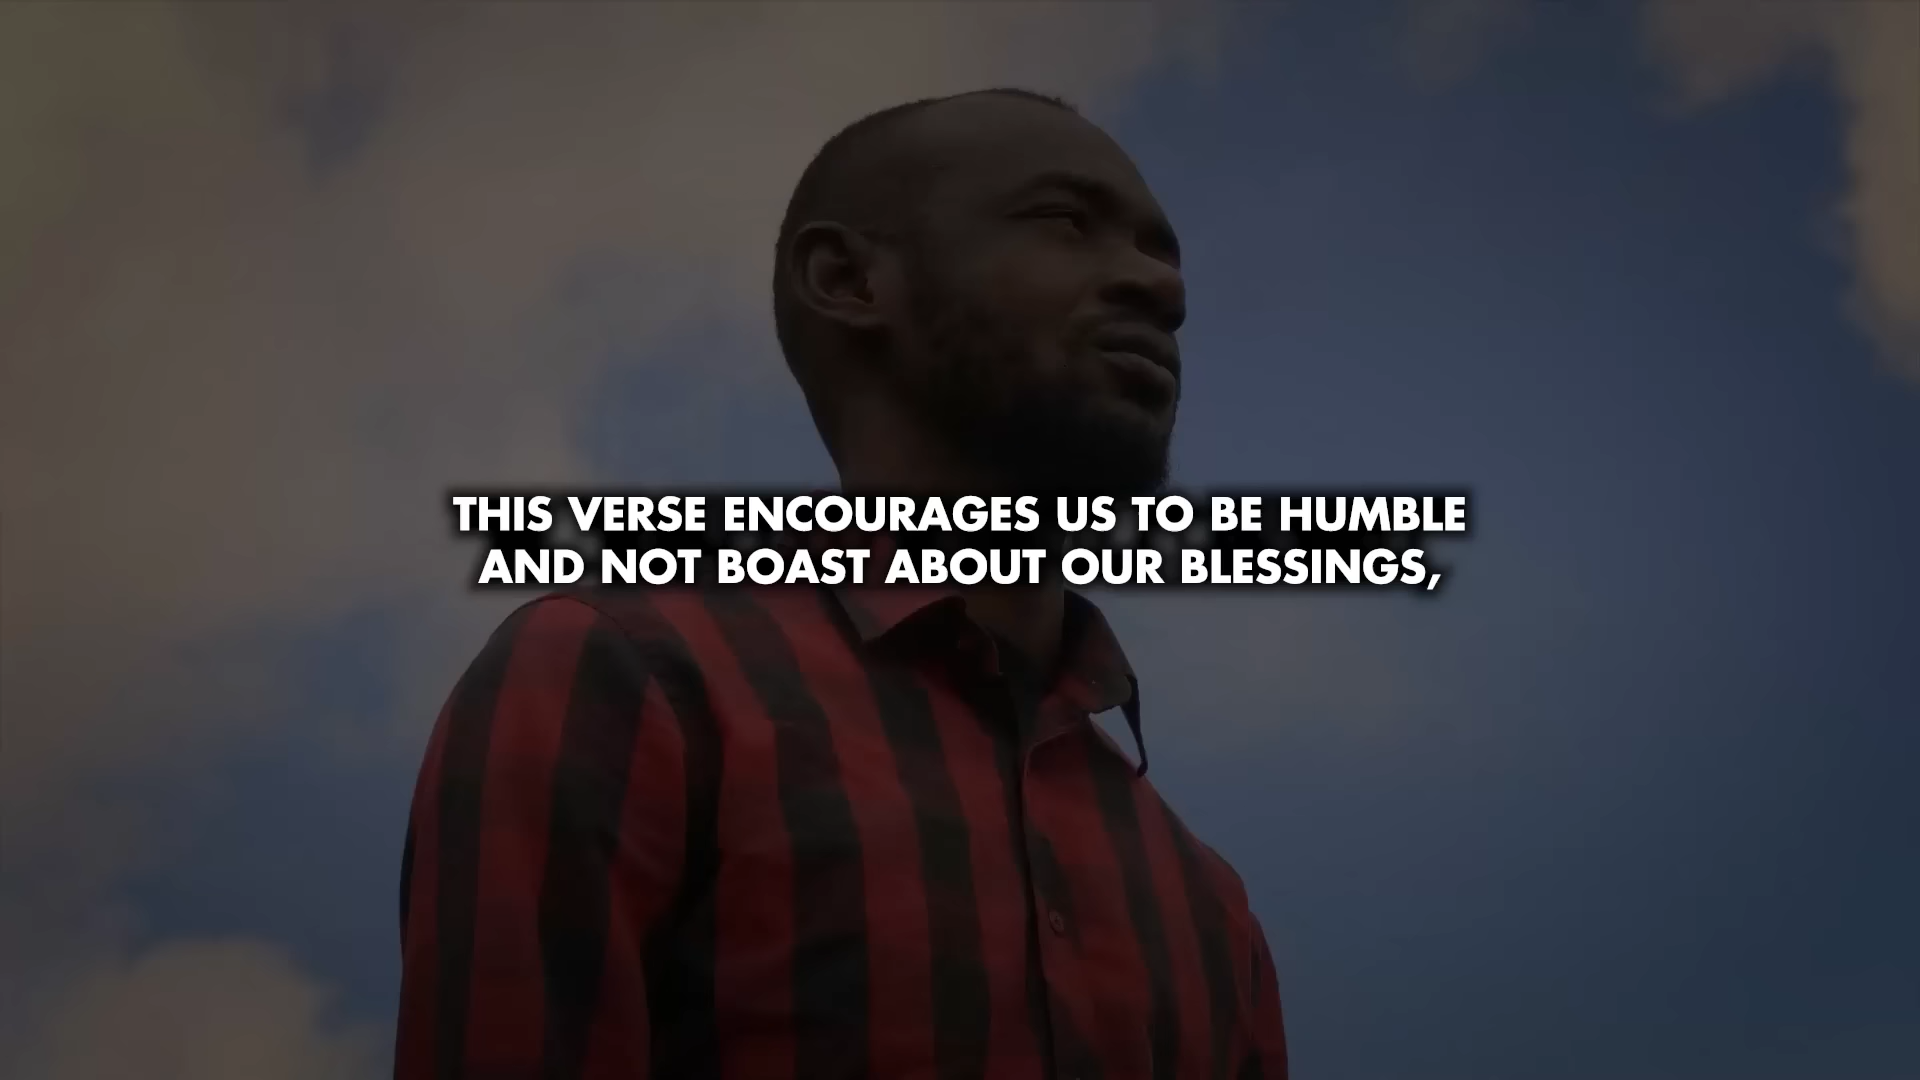 THIS VERSE ENCOURAGES US TO BE HUMBLE
AND NOT BOAST ABOUT OUR BLESSINGS,